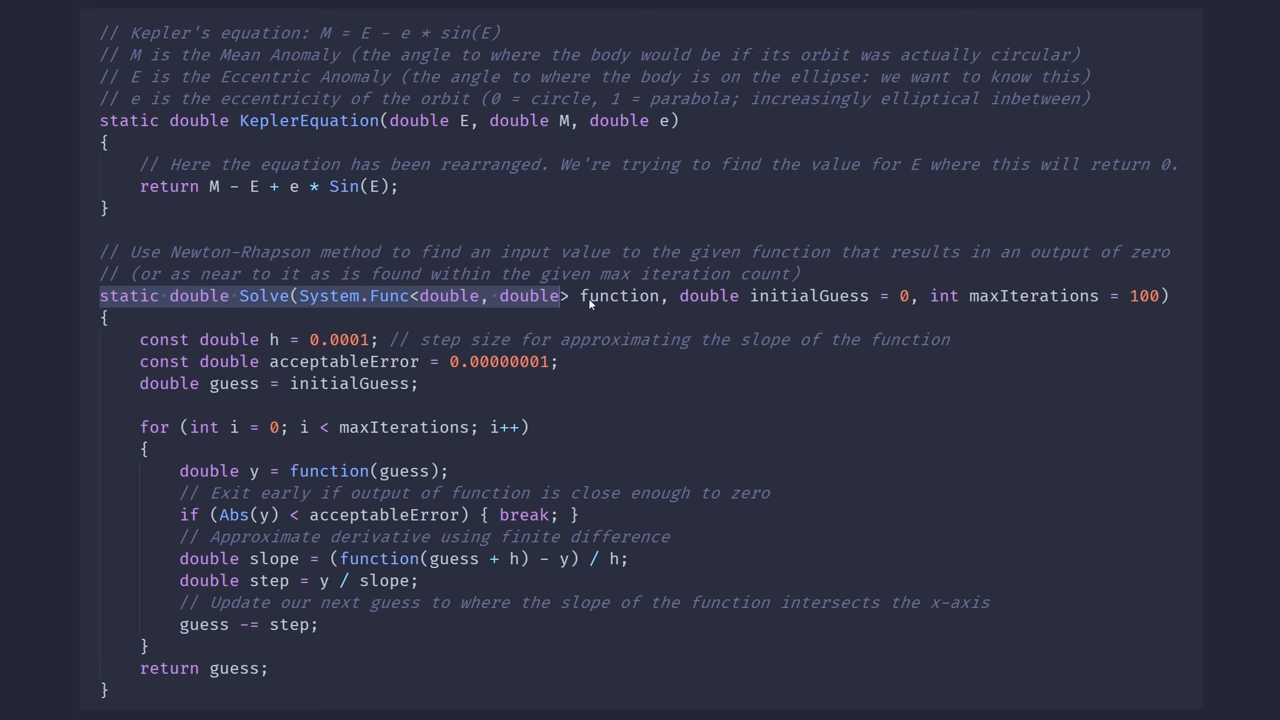 // Kepler's equation: M = E - e * sin(E)
// M is the Mean Anomaly (the angle to where the body would be if its orbit was actually circular)
// E is the Eccentric Anomaly (the angle to where the body is on the ellipse: we want to know this)
// e is the eccentricity of the orbit (0 = circle, 1 = parabola; increasingly elliptical inbetween)
static double KeplerEquation(double E, double M, double e)
{
    // Here the equation has been rearranged. We're trying to find the value for E where this will return 0.
    return M - E + e * Sin(E);
}

// Use Newton-Rhapson method to find an input value to the given function that results in an output of zero
// (or as near to it as is found within the given max iteration count)
static double Solve(System.Func<double, double> function, double initialGuess = 0, int maxIterations = 100)
{
    const double h = 0.0001; // step size for approximating the slope of the function
    const double acceptableError = 0.00000001;
    double guess = initialGuess;

    for (int i = 0; i < maxIterations; i++)
    {
        double y = function(guess);
        // Exit early if output of function is close enough to zero
        if (Abs(y) < acceptableError) { break; }
        // Approximate derivative using finite difference
        double slope = (function(guess + h) - y) / h;
        double step = y / slope;
        // Update our next guess to where the slope of the function intersects the x-axis
        guess -= step;
    }
    return guess;
}